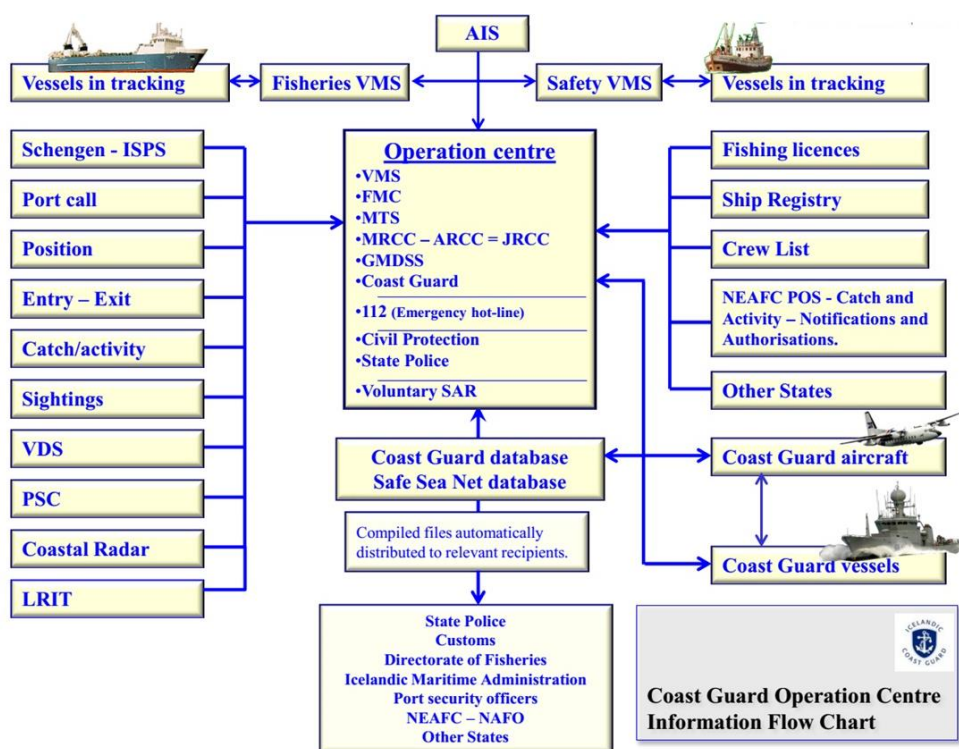 AIS
Vessels in tracking
Fisheries VMS
Safety VMS
Vessels in tracking
Schengen - ISPS
Port call
Position
Entry – Exit
Catch/activity
Sightings
VDS
PSC
Coastal Radar
LRIT
Operation centre
•VMS
•FMC
•MTS
•MRCC – ARCC = JRCC
•GMDSS
•Coast Guard
•112 (Emergency hot-line)
•Civil Protection
•State Police
•Voluntary SAR
Coast Guard database
Safe Sea Net database
Compiled files automatically
distributed to relevant recipients.
State Police
Customs
Directorate of Fisheries
Icelandic Maritime Administration
Port security officers
NEAFC – NAFO
Other States
Fishing licences
Ship Registry
Crew List
NEAFC POS - Catch and
Activity – Notifications and
Authorisations.
Other States
Coast Guard aircraft
Coast Guard vessels
ICELANDIC
COAST GUARD
Coast Guard Operation Centre
Information Flow Chart